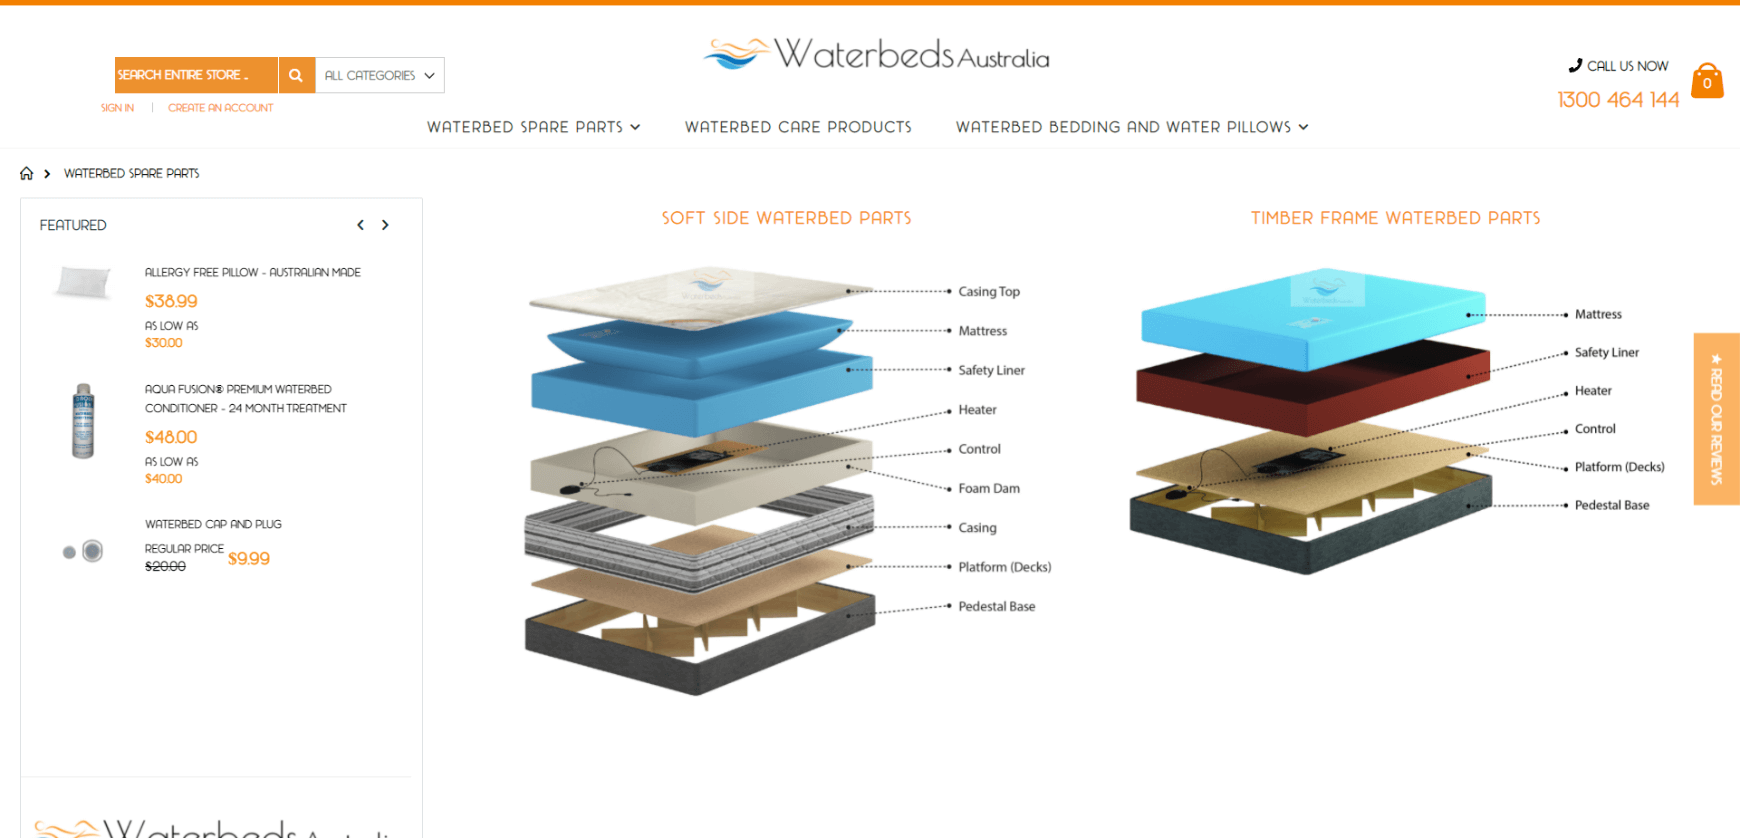 Waterbeds Australia
SEARCH ENTIRE STORE ..
ALL CATEGORIES
SIGN IN | CREATE AN ACCOUNT
CALL US NOW
1300 464 144
0
WATERBED SPARE PARTS
WATERBED CARE PRODUCTS
WATERBED BEDDING AND WATER PILLOWS
WATERBED SPARE PARTS
FEATURED
ALLERGY FREE PILLOW - AUSTRALIAN MADE
$38.99
AS LOW AS
$30.00
AQUA FUSION® PREMIUM WATERBED
CONDITIONER - 24 MONTH TREATMENT
$48.00
AS LOW AS
$40.00
WATERBED CAP AND PLUG
REGULAR PRICE
$20.00
$9.99
Waterbeds Australia
SOFT SIDE WATERBED PARTS
Casing Top
Mattress
Safety Liner
Heater
Control
Foam Dam
Casing
Platform (Decks)
Pedestal Base
TIMBER FRAME WATERBED PARTS
Mattress
Safety Liner
Heater
Control
Platform (Decks)
Pedestal Base
★ READ OUR REVIEWS